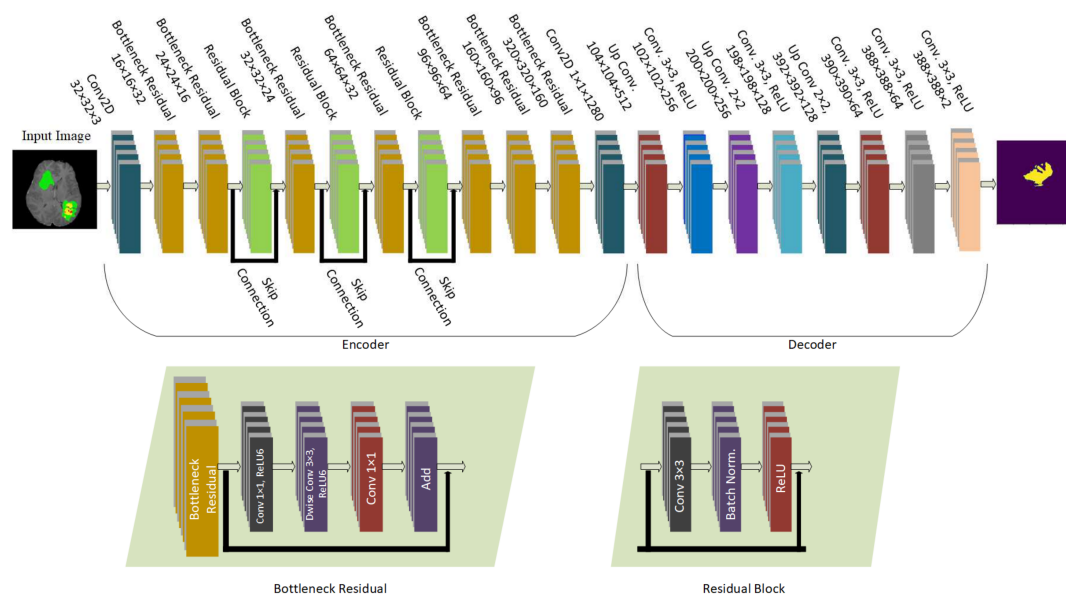 Input Image
Conv2D
32×32×3
Bottleneck Residual
16×16×32
Bottleneck Residual
24×24×16
Residual Block
Bottleneck Residual
32×32×24
Residual Block
Bottleneck Residual
64×64×32
Residual Block
Bottleneck Residual
96×96×64
Bottleneck Residual
160×160×96
Bottleneck Residual
320×320×160
Conv2D 1×1×1280
Up Conv.
104×104×512
Conv. 3×3, ReLU
102×102×256
Up Conv 2×2
200×200×256
Conv. 3×3, ReLU
198×198×128
Up Conv 2×2,
392×392×128
Conv. 3×3, ReLU
390×390×64
Conv. 3×3, ReLU
388×388×64
Conv. 3×3 ReLU
388×388×2
Skip
Connection
Skip
Connection
Skip
Connection
Encoder
Decoder
Bottleneck
Residual
Conv 1×1, ReLU6
Dwise Conv 3×3,
ReLU6
Conv 1×1
Add
Conv 3×3
Batch Norm.
ReLU
Bottleneck Residual
Residual Block